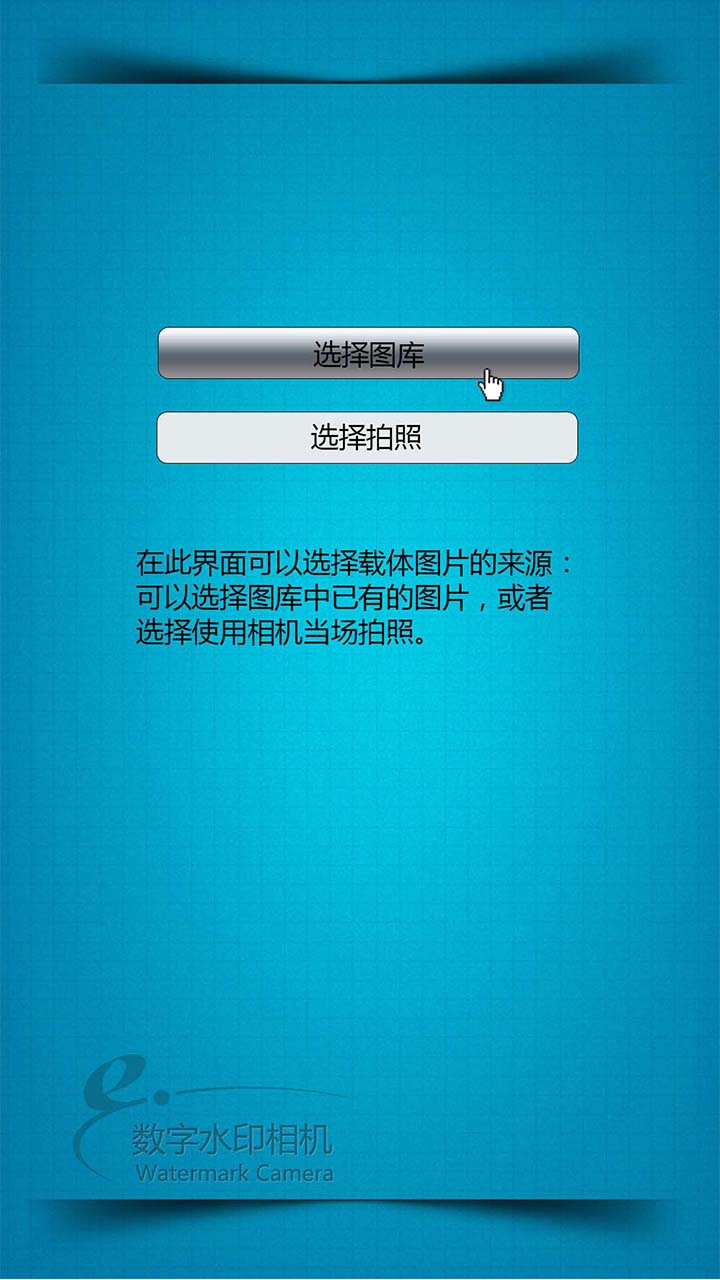 选择图库
选择拍照
在此界面可以选择载体图片的来源：
可以选择图库中已有的图片，或者
选择使用相机当场拍照。
e.
数字水印相机
Watermark Camera